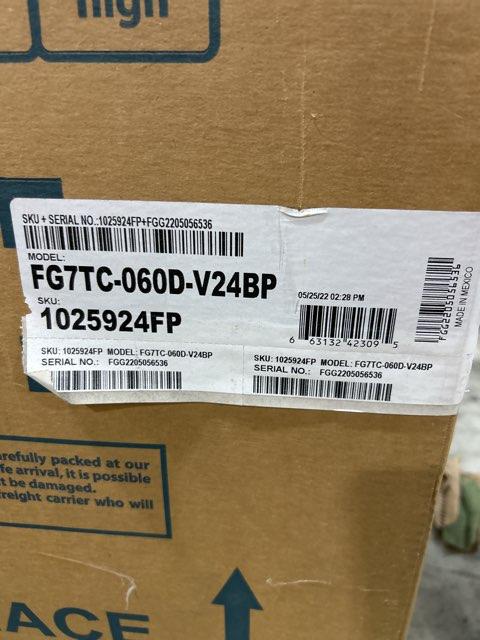 high
SKU + SERIAL NO.:1025924FP+FGG2205056536
MODEL:
FG7TC-060D-V24BP
SKU:
1025924FP
05/25/22 02:28 PM
6 63132 42309 5
FGG2205056536
MADE IN MEXICO
SKU: 1025924FP MODEL: FG7TC-060D-V24BP
SERIAL NO.: FGG2205056536
SKU: 1025924FP MODEL: FG7TC-060D-V24BP
SERIAL NO.: FGG2205056536
arefully packed at our
fe arrival, it is possible
t be damaged.
freight carrier who will
ACE